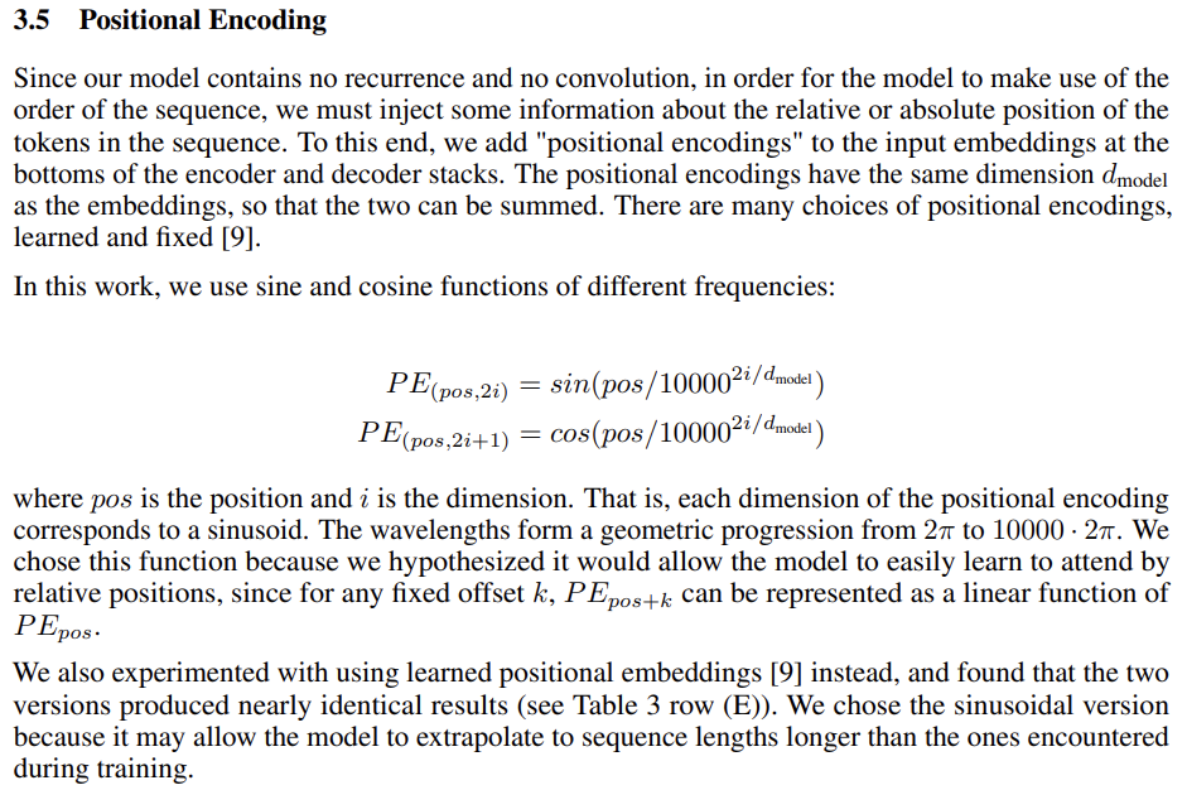 3.5 Positional Encoding
Since our model contains no recurrence and no convolution, in order for the model to make use of the
order of the sequence, we must inject some information about the relative or absolute position of the
tokens in the sequence. To this end, we add "positional encodings" to the input embeddings at the
bottoms of the encoder and decoder stacks. The positional encodings have the same dimension d_model
as the embeddings, so that the two can be summed. There are many choices of positional encodings,
learned and fixed [9].
In this work, we use sine and cosine functions of different frequencies:
PE_(pos,2i) = sin(pos/10000^{2i/d_model})
PE_(pos,2i+1) = cos(pos/10000^{2i/d_model})
where pos is the position and i is the dimension. That is, each dimension of the positional encoding
corresponds to a sinusoid. The wavelengths form a geometric progression from 2π to 10000 · 2π. We
chose this function because we hypothesized it would allow the model to easily learn to attend by
relative positions, since for any fixed offset k, PE_{pos+k} can be represented as a linear function of
PE_{pos}.
We also experimented with using learned positional embeddings [9] instead, and found that the two
versions produced nearly identical results (see Table 3 row (E)). We chose the sinusoidal version
because it may allow the model to extrapolate to sequence lengths longer than the ones encountered
during training.